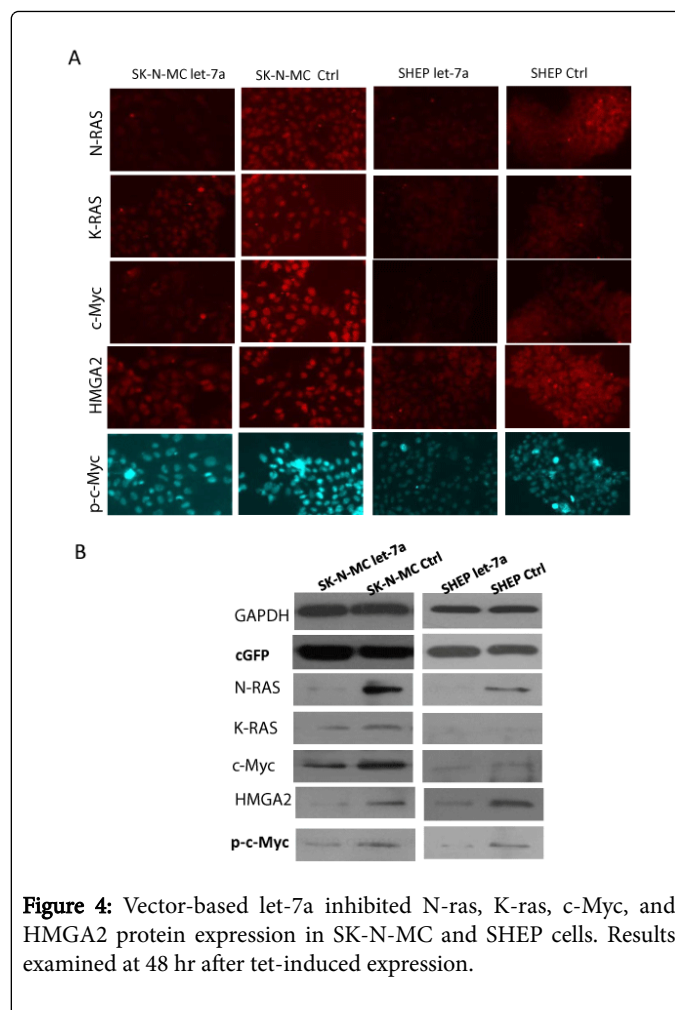 A
SK-N-MC let-7a SK-N-MC Ctrl SHEP let-7a SHEP Ctrl
N-RAS
K-RAS
c-Myc
HMGA2
p-c-Myc
B
SK-N-MC let-7a SK-N-MC Ctrl SHEP let-7a SHEP Ctrl
GAPDH
cGFP
N-RAS
K-RAS
c-Myc
HMGA2
p-c-Myc
Figure 4: Vector-based let-7a inhibited N-ras, K-ras, c-Myc, and
HMGA2 protein expression in SK-N-MC and SHEP cells. Results
examined at 48 hr after tet-induced expression.